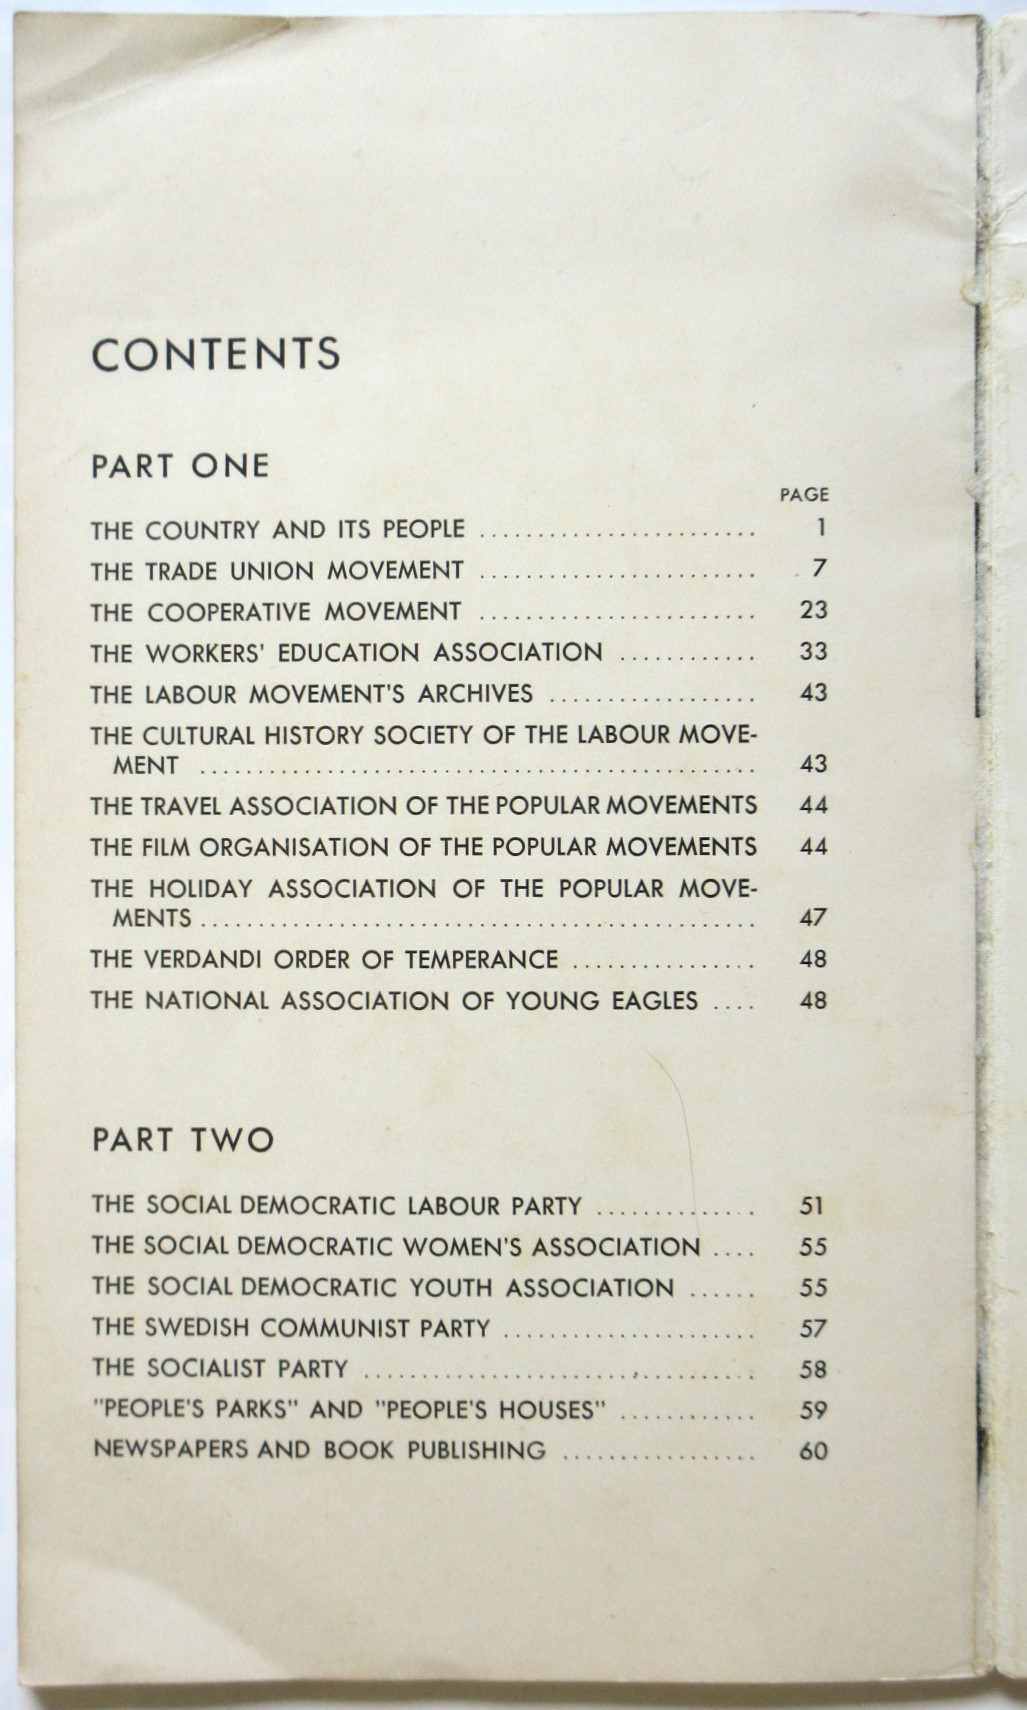 CONTENTS
PART ONE
PAGE
THE COUNTRY AND ITS PEOPLE ........................ 1
THE TRADE UNION MOVEMENT ........................ 7
THE COOPERATIVE MOVEMENT ........................ 23
THE WORKERS' EDUCATION ASSOCIATION ............ 33
THE LABOUR MOVEMENT'S ARCHIVES .................. 43
THE CULTURAL HISTORY SOCIETY OF THE LABOUR MOVE-
MENT ................................................ 43
THE TRAVEL ASSOCIATION OF THE POPULAR MOVEMENTS 44
THE FILM ORGANISATION OF THE POPULAR MOVEMENTS 44
THE HOLIDAY ASSOCIATION OF THE POPULAR MOVE-
MENTS ................................................ 47
THE VERDANDI ORDER OF TEMPERANCE ................ 48
THE NATIONAL ASSOCIATION OF YOUNG EAGLES .... 48
PART TWO
THE SOCIAL DEMOCRATIC LABOUR PARTY .............. 51
THE SOCIAL DEMOCRATIC WOMEN'S ASSOCIATION .... 55
THE SOCIAL DEMOCRATIC YOUTH ASSOCIATION ...... 55
THE SWEDISH COMMUNIST PARTY ...................... 57
THE SOCIALIST PARTY .................................. 58
"PEOPLE'S PARKS" AND "PEOPLE'S HOUSES" ............ 59
NEWSPAPERS AND BOOK PUBLISHING ................. 60